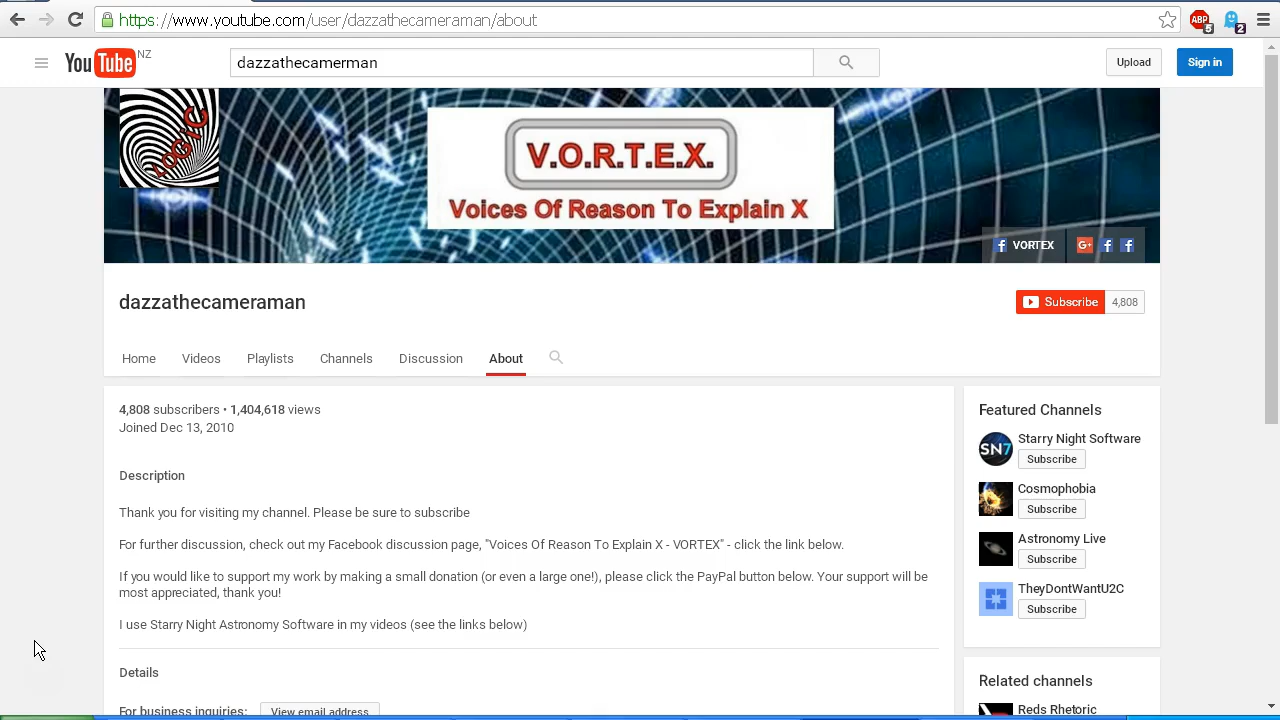 https://www.youtube.com/user/dazzathecameraman/about
ABP
5
2
YouTube NZ
dazzathecamerman
Upload
Sign in
LOGIC
V.O.R.T.E.X.
Voices Of Reason To Explain X
VORTEX
G+
dazzathecameraman
Subscribe 4,808
Home Videos Playlists Channels Discussion About
4,808 subscribers • 1,404,618 views
Joined Dec 13, 2010
Description
Thank you for visiting my channel. Please be sure to subscribe
For further discussion, check out my Facebook discussion page, "Voices Of Reason To Explain X - VORTEX" - click the link below.
If you would like to support my work by making a small donation (or even a large one!), please click the PayPal button below. Your support will be
most appreciated, thank you!
I use Starry Night Astronomy Software in my videos (see the links below)
Details
For business inquiries: View email address
Featured Channels
SN7
Starry Night Software
Subscribe
Cosmophobia
Subscribe
Astronomy Live
Subscribe
TheyDontWantU2C
Subscribe
Related channels
Reds Rhetoric